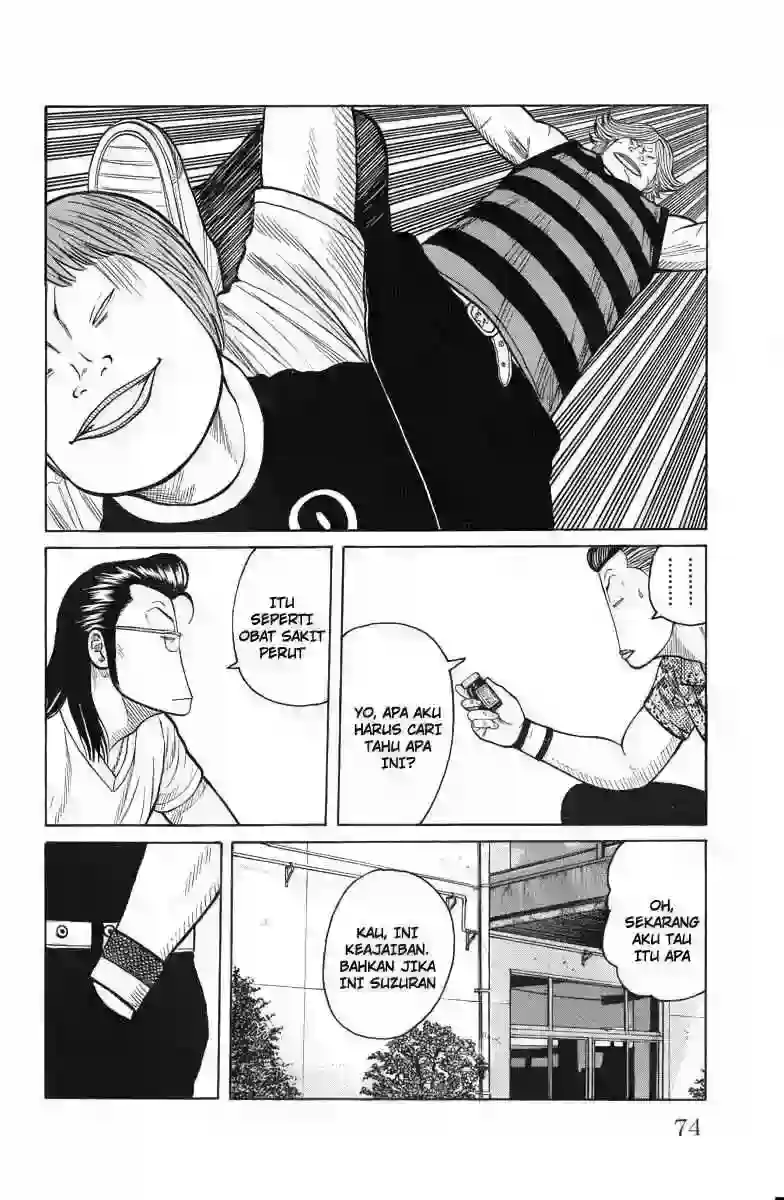 .........
YO, APA AKU
HARUS CARI
TAHU APA
INI?
ITU
SEPERTI
OBAT SAKIT
PERUT
OH,
SEKARANG
AKU TAU
ITU APA
KAU, INI
KEAJAIBAN.
BAHKAN JIKA
INI SUZURAN
74